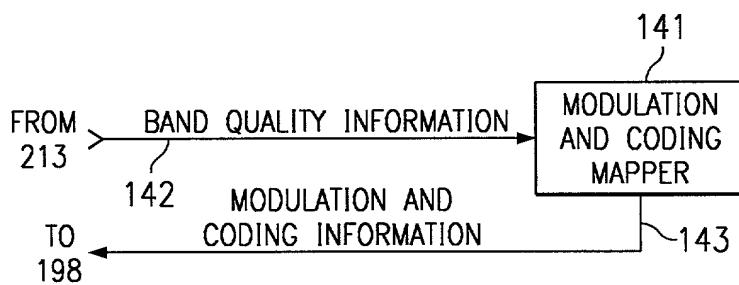 141
FROM
213
BAND QUALITY INFORMATION
142
MODULATION
AND CODING
MAPPER
MODULATION AND
CODING INFORMATION
143
TO
198